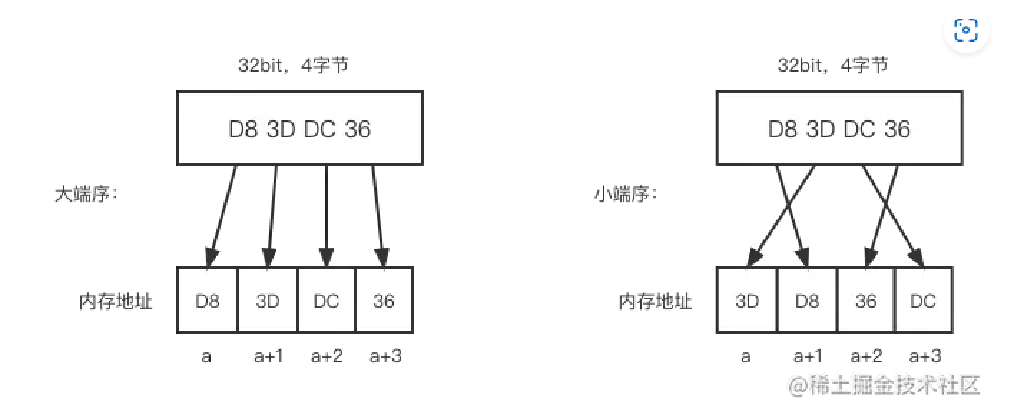 32bit，4字节
D8 3D DC 36
大端序：
内存地址
D8 3D DC 36
a a+1 a+2 a+3
32bit，4字节
D8 3D DC 36
小端序：
内存地址
3D D8 36 DC
a a+1 a+2 a+3
@稀土掘金技术社区